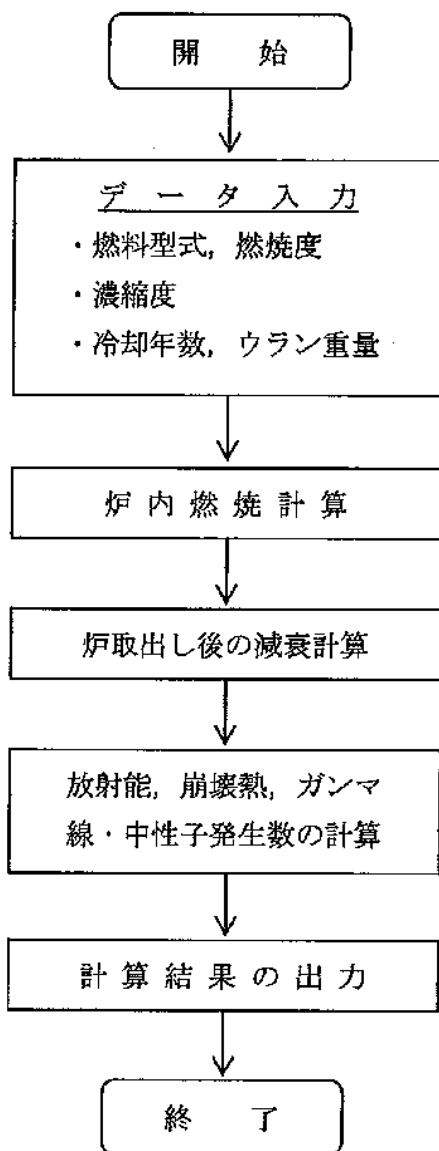 開 始
データ入力
・燃料型式，燃焼度
・濃縮度
・冷却年数，ウラン重量
炉内燃焼計算
炉取出し後の減衰計算
放射能，崩壊熱，ガンマ
線・中性子発生数の計算
計算結果の出力
終 了